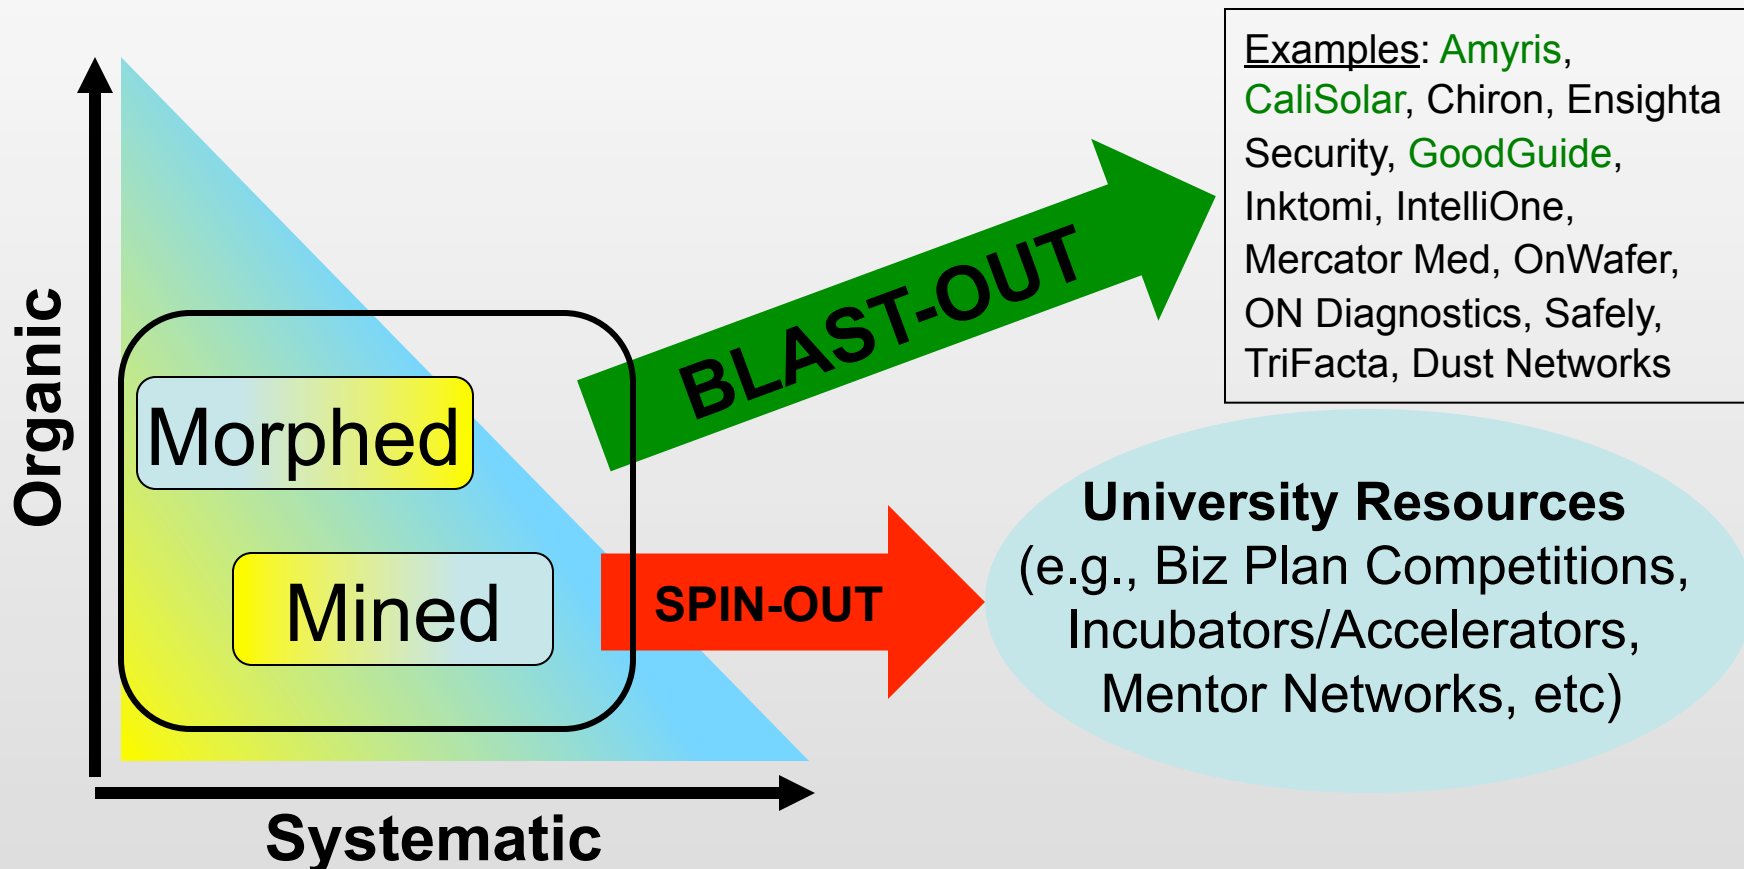 Organic
Systematic
Morphed
Mined
BLAST-OUT
SPIN-OUT
Examples: Amyris,
CaliSolar, Chiron, Ensighta
Security, GoodGuide,
Inktomi, IntelliOne,
Mercator Med, OnWafer,
ON Diagnostics, Safely,
TriFacta, Dust Networks
University Resources
(e.g., Biz Plan Competitions,
Incubators/Accelerators,
Mentor Networks, etc)